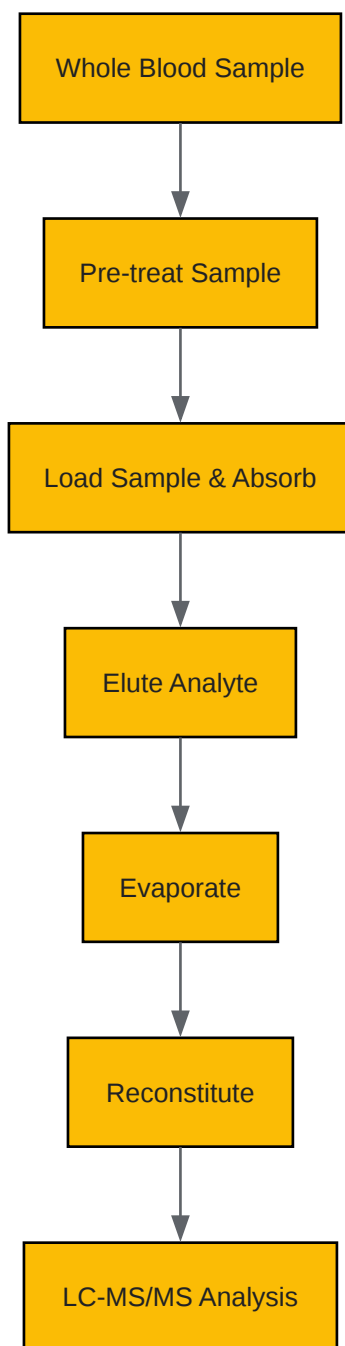 Whole Blood Sample
Pre-treat Sample
Load Sample & Absorb
Elute Analyte
Evaporate
Reconstitute
LC-MS/MS Analysis